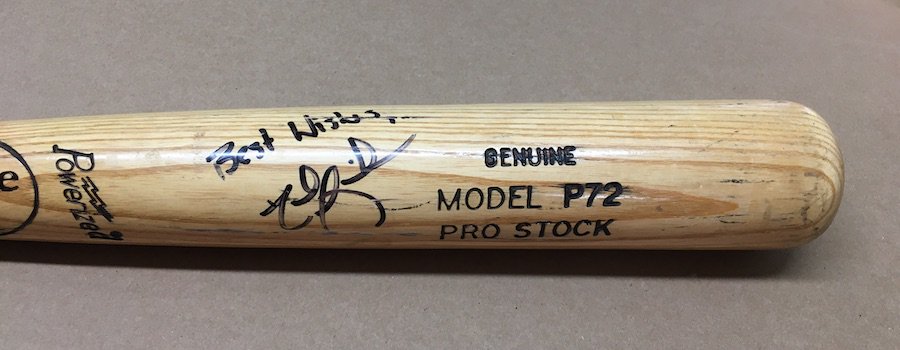 e
Powerized
Best Wishes,
GENUINE
MODEL P72
PRO STOCK